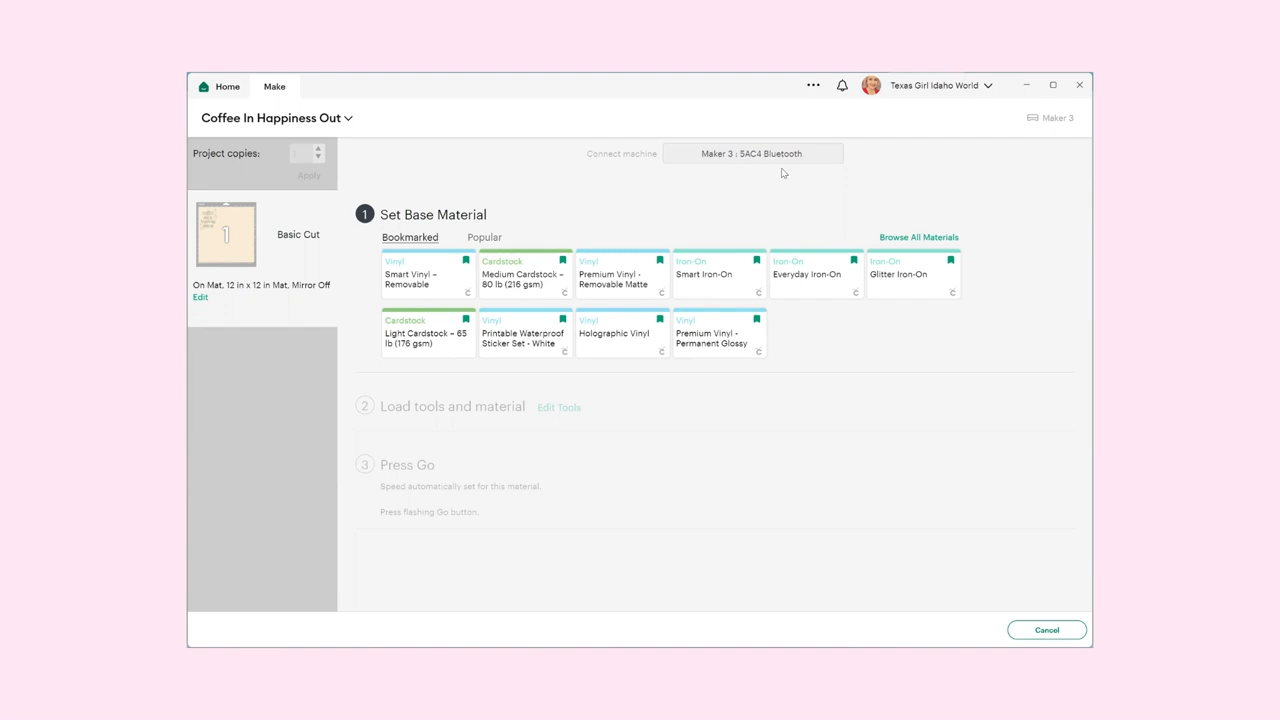 Home
Make
Texas Girl Idaho World
Coffee In Happiness Out
Maker 3
Project copies:
Apply
1
Basic Cut
On Mat, 12 in x 12 in Mat, Mirror Off
Edit
Connect machine
Maker 3 : 5AC4 Bluetooth
1 Set Base Material
Bookmarked
Popular
Browse All Materials
Vinyl
Smart Vinyl –
Removable
C
Cardstock
Medium Cardstock –
80 lb (216 gsm)
C
Vinyl
Premium Vinyl -
Removable Matte
C
Iron-On
Smart Iron-On
C
Iron-On
Everyday Iron-On
C
Iron-On
Glitter Iron-On
C
Cardstock
Light Cardstock – 65
lb (176 gsm)
Vinyl
Printable Waterproof
Sticker Set - White
C
Vinyl
Holographic Vinyl
C
Vinyl
Premium Vinyl -
Permanent Glossy
C
2 Load tools and material
Edit Tools
3 Press Go
Speed automatically set for this material.
Press flashing Go button.
Cancel